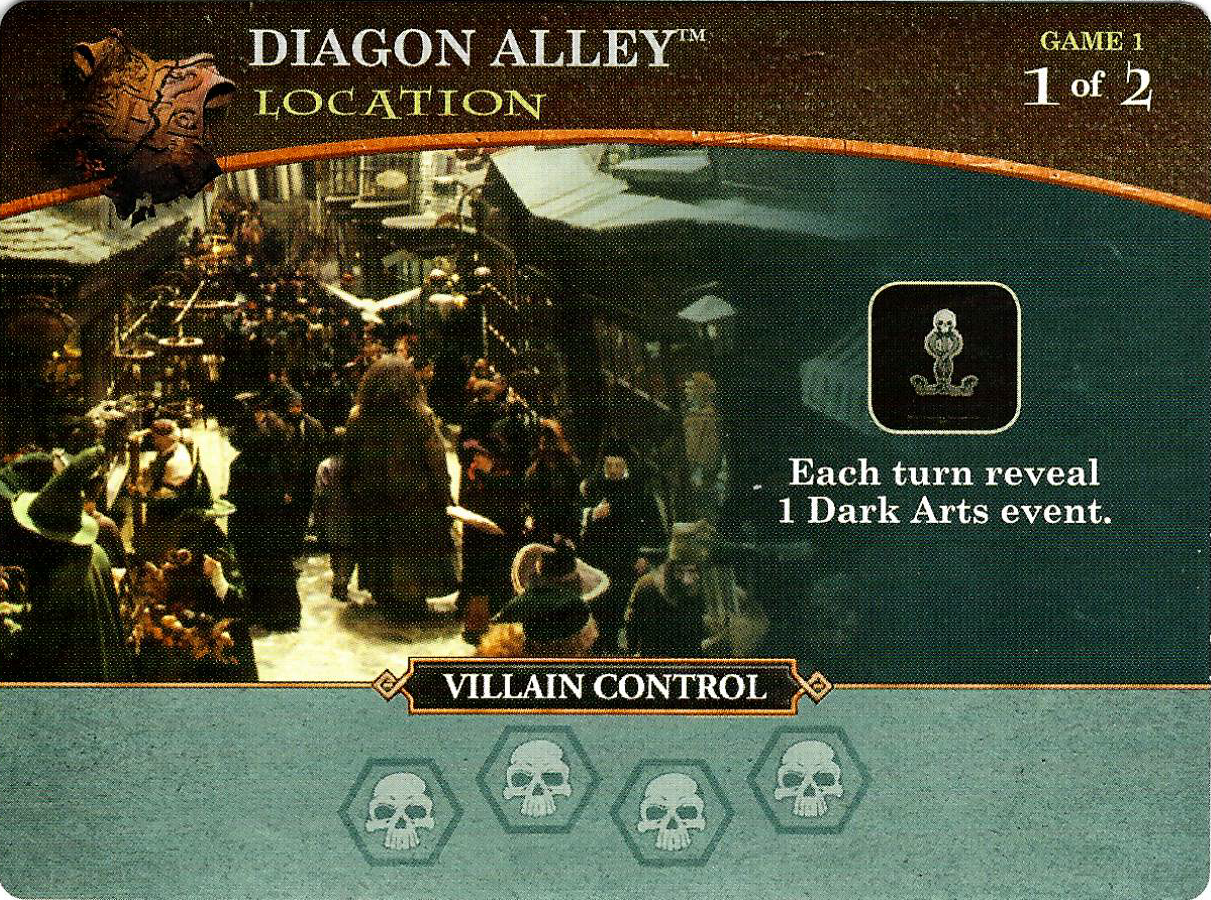 DIAGON ALLEY™
LOCATION
GAME 1
1 of 2
Each turn reveal
1 Dark Arts event.
VILLAIN CONTROL